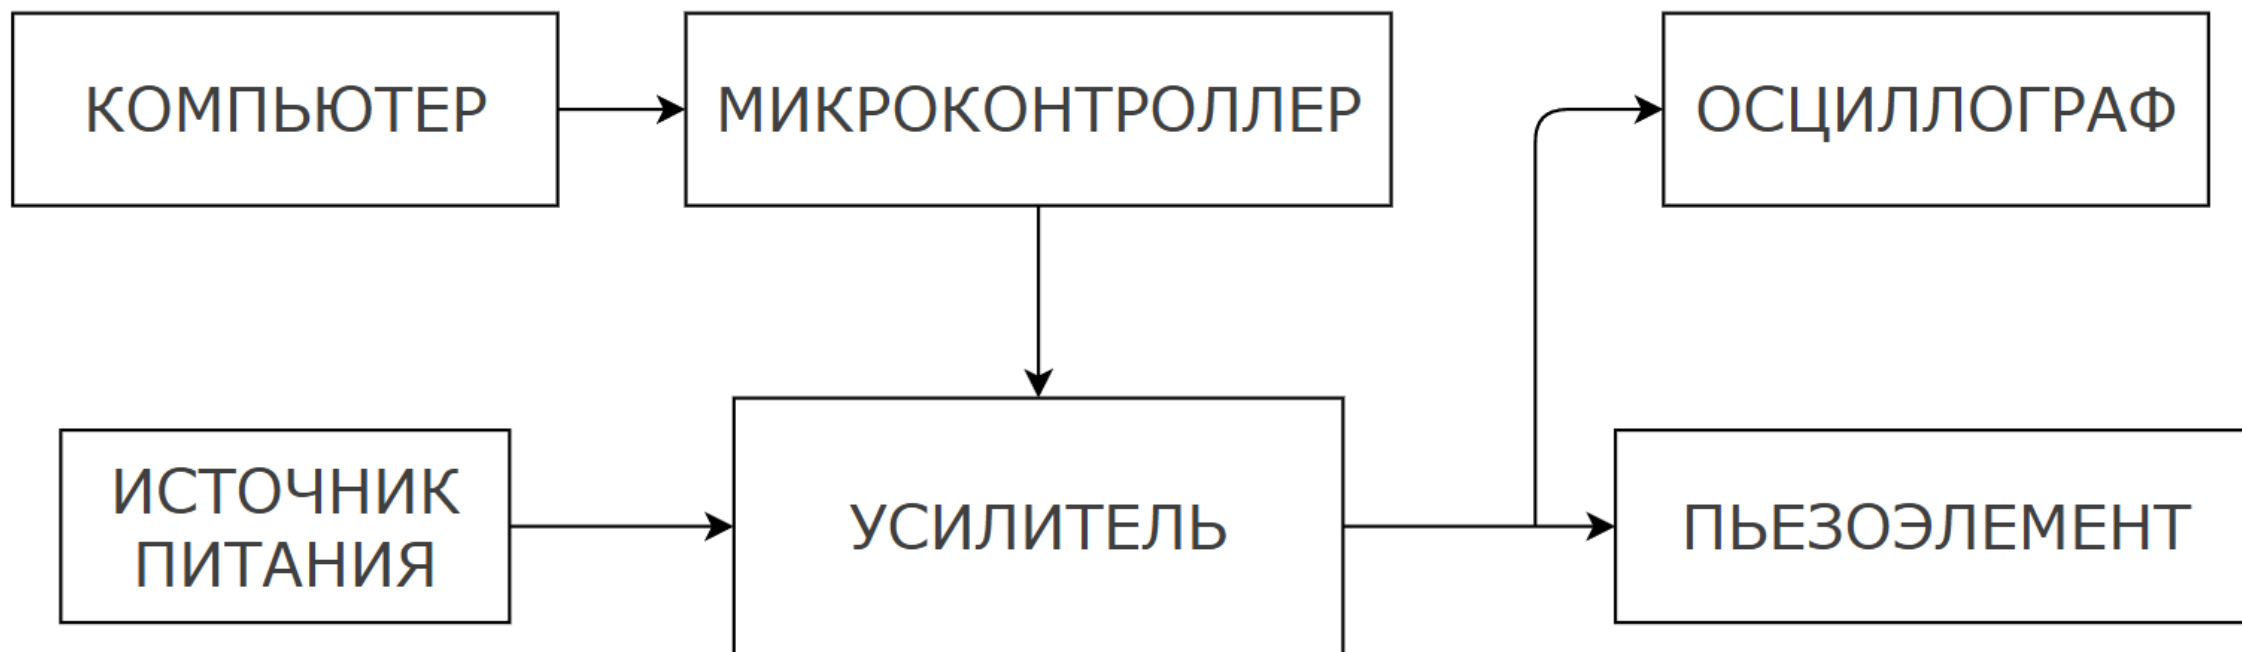 КОМПЬЮТЕР
МИКРОКОНТРОЛЛЕР
ОСЦИЛЛОГРАФ
ИСТОЧНИК
ПИТАНИЯ
УСИЛИТЕЛЬ
ПЬЕЗОЭЛЕМЕНТ